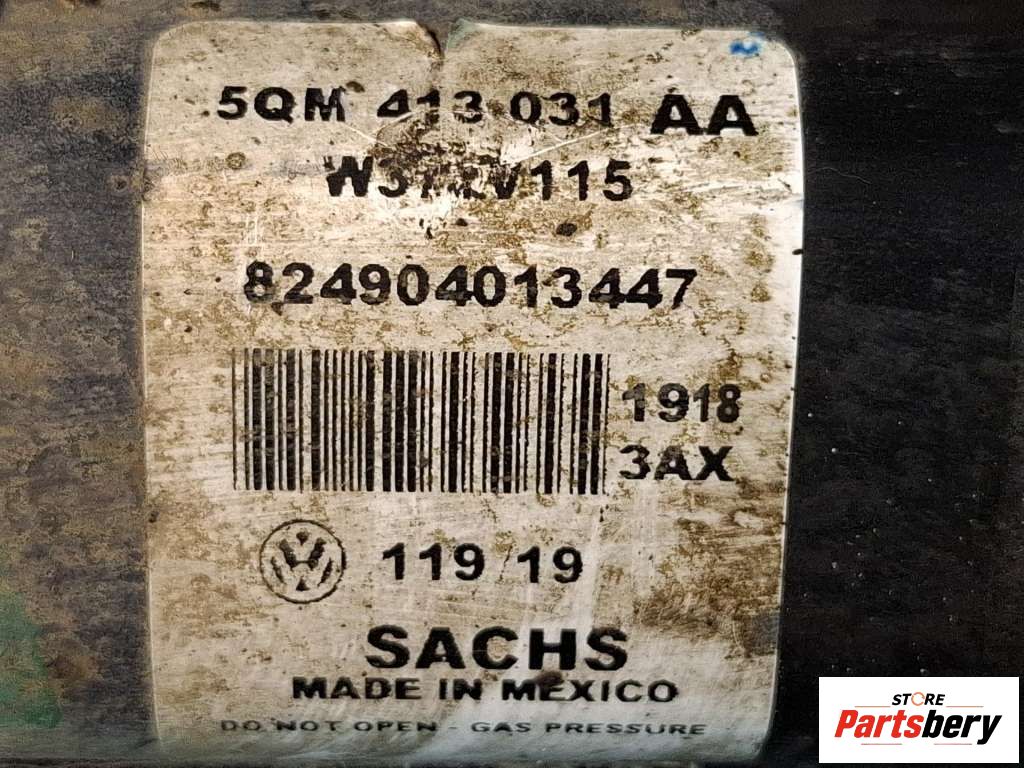 5QM 413 031 AA
824904013447
1918
3AX
119 19
SACHS
MADE IN MEXICO
DO NOT OPEN - GAS PRESSURE
STORE
Partsbery